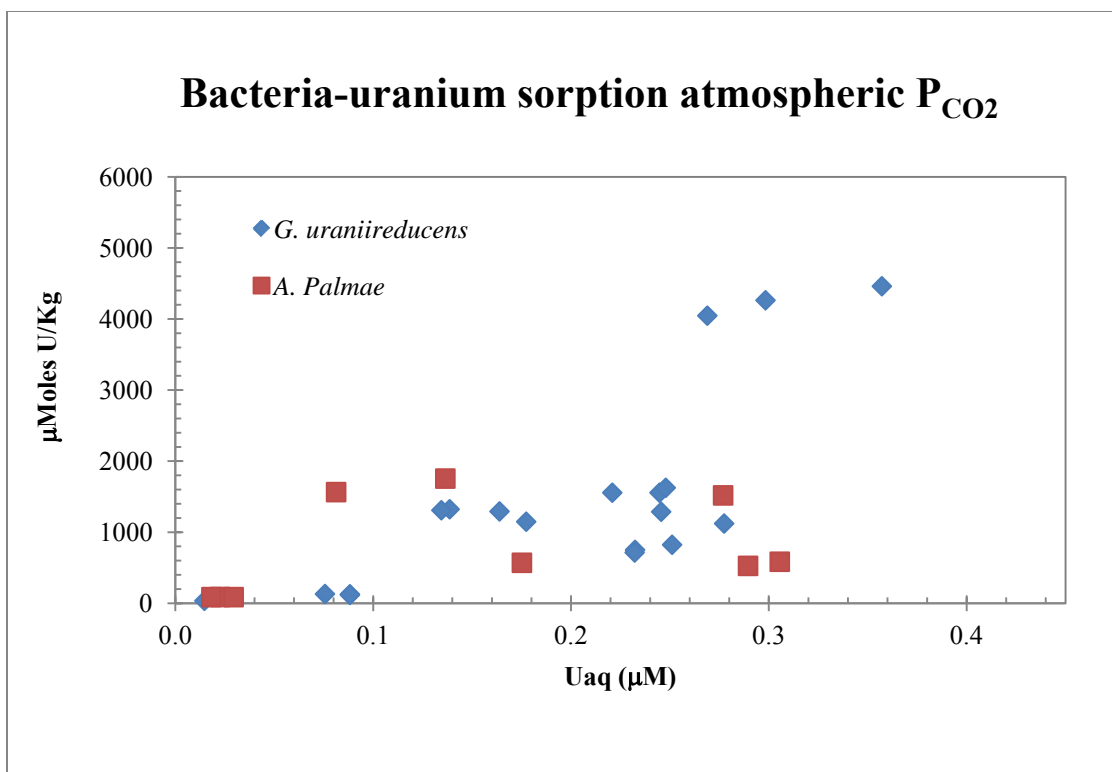 Bacteria-uranium sorption atmospheric PCO2
6000
5000
4000
3000
2000
1000
0
μMoles U/Kg
G. uraniireducens
A. Palmae
0.0 0.1 0.2 0.3 0.4
Uaq (μM)